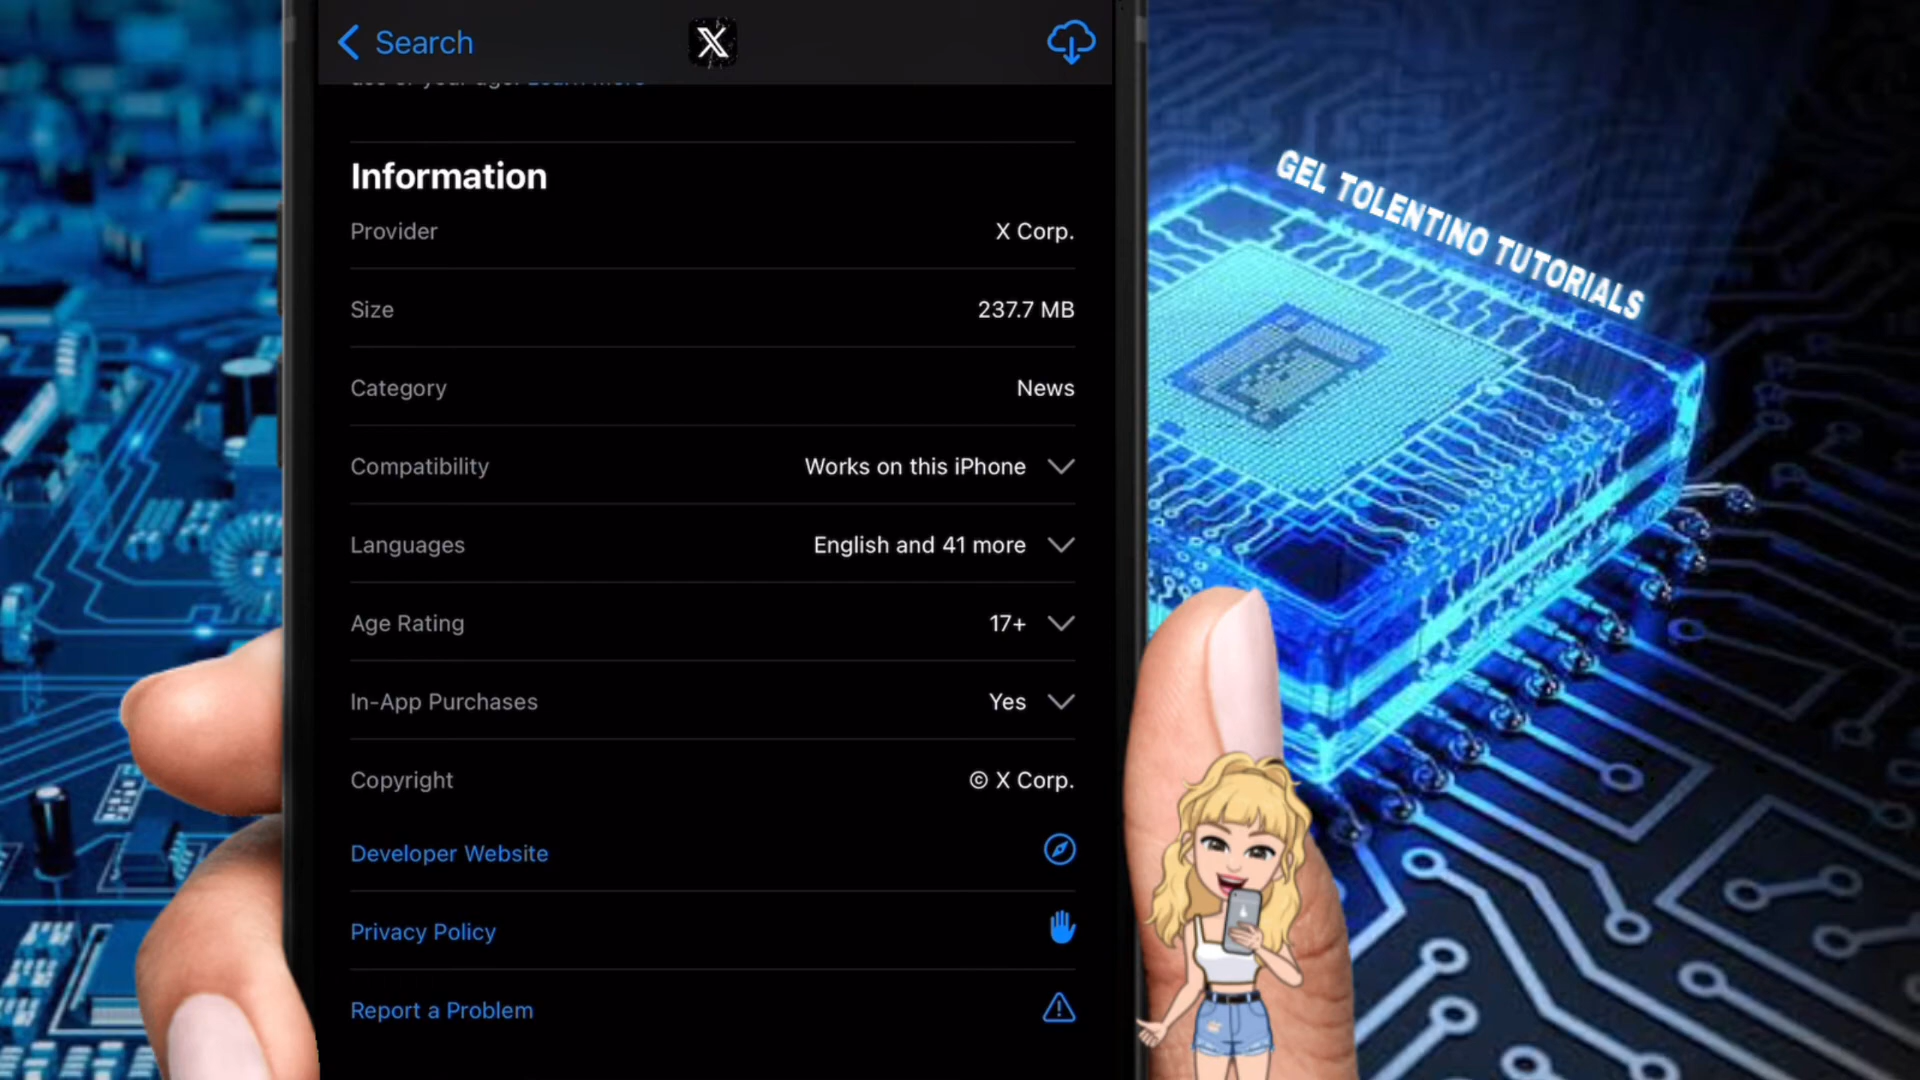 Search
Learn more
Information
Provider
X Corp.
Size
237.7 MB
Category
News
Compatibility
Works on this iPhone
Languages
English and 41 more
Age Rating
17+
In-App Purchases
Yes
Copyright
© X Corp.
Developer Website
Privacy Policy
Report a Problem
GEL TOLENTINO TUTORIALS